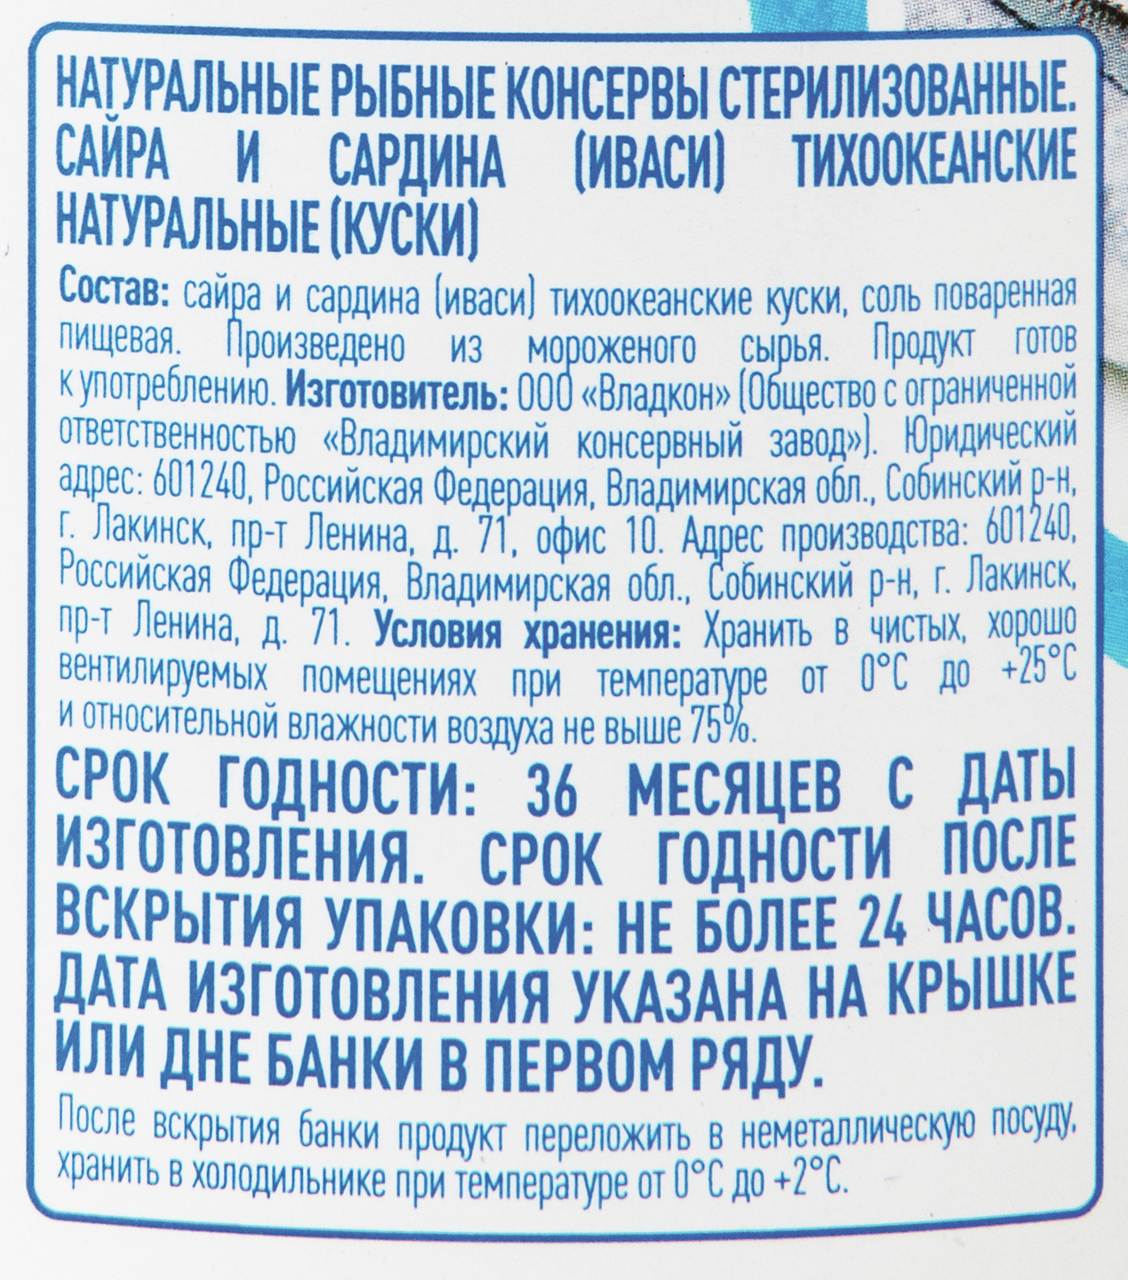 НАТУРАЛЬНЫЕ РЫБНЫЕ КОНСЕРВЫ СТЕРИЛИЗОВАННЫЕ.
САЙРА И САРДИНА (ИВАСИ) ТИХООКЕАНСКИЕ
НАТУРАЛЬНЫЕ (КУСКИ)
Состав: сайра и сардина (иваси) тихоокеанские куски, соль поваренная
пищевая. Произведено из мороженого сырья. Продукт готов
к употреблению. Изготовитель: ООО «Владкон» (Общество с ограниченной
ответственностью «Владимирский консервный завод»). Юридический
адрес: 601240, Российская Федерация, Владимирская обл., Собинский р-н,
г. Лакинск, пр-т Ленина, д. 71, офис 10. Адрес производства: 601240,
Российская Федерация, Владимирская обл., Собинский р-н, г. Лакинск,
пр-т Ленина, д. 71. Условия хранения: Хранить в чистых, хорошо
вентилируемых помещениях при температуре от 0°С до +25°С
и относительной влажности воздуха не выше 75%.
СРОК ГОДНОСТИ: 36 МЕСЯЦЕВ С ДАТЫ
ИЗГОТОВЛЕНИЯ. СРОК ГОДНОСТИ ПОСЛЕ
ВСКРЫТИЯ УПАКОВКИ: НЕ БОЛЕЕ 24 ЧАСОВ.
ДАТА ИЗГОТОВЛЕНИЯ УКАЗАНА НА КРЫШКЕ
ИЛИ ДНЕ БАНКИ В ПЕРВОМ РЯДУ.
После вскрытия банки продукт переложить в неметаллическую посуду,
хранить в холодильнике при температуре от 0°С до +2°С.